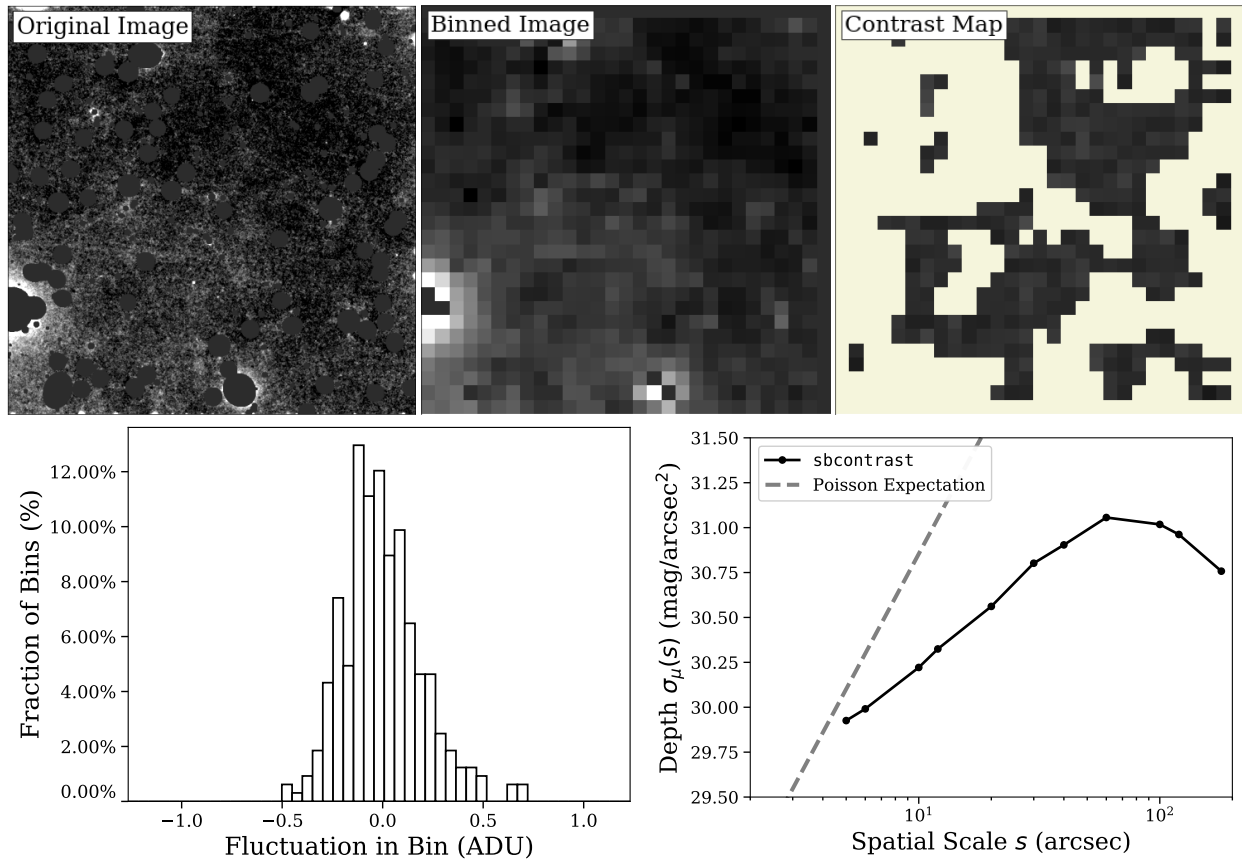 Original Image
Binned Image
Contrast Map
Fraction of Bins (%)
12.00%
10.00%
8.00%
6.00%
4.00%
2.00%
0.00%
−1.0
−0.5
0.0
0.5
1.0
Fluctuation in Bin (ADU)
Depth σμ(s) (mag/arcsec²)
31.50
31.25
31.00
30.75
30.50
30.25
30.00
29.75
29.50
sbcontrast
Poisson Expectation
10¹
10²
Spatial Scale s (arcsec)